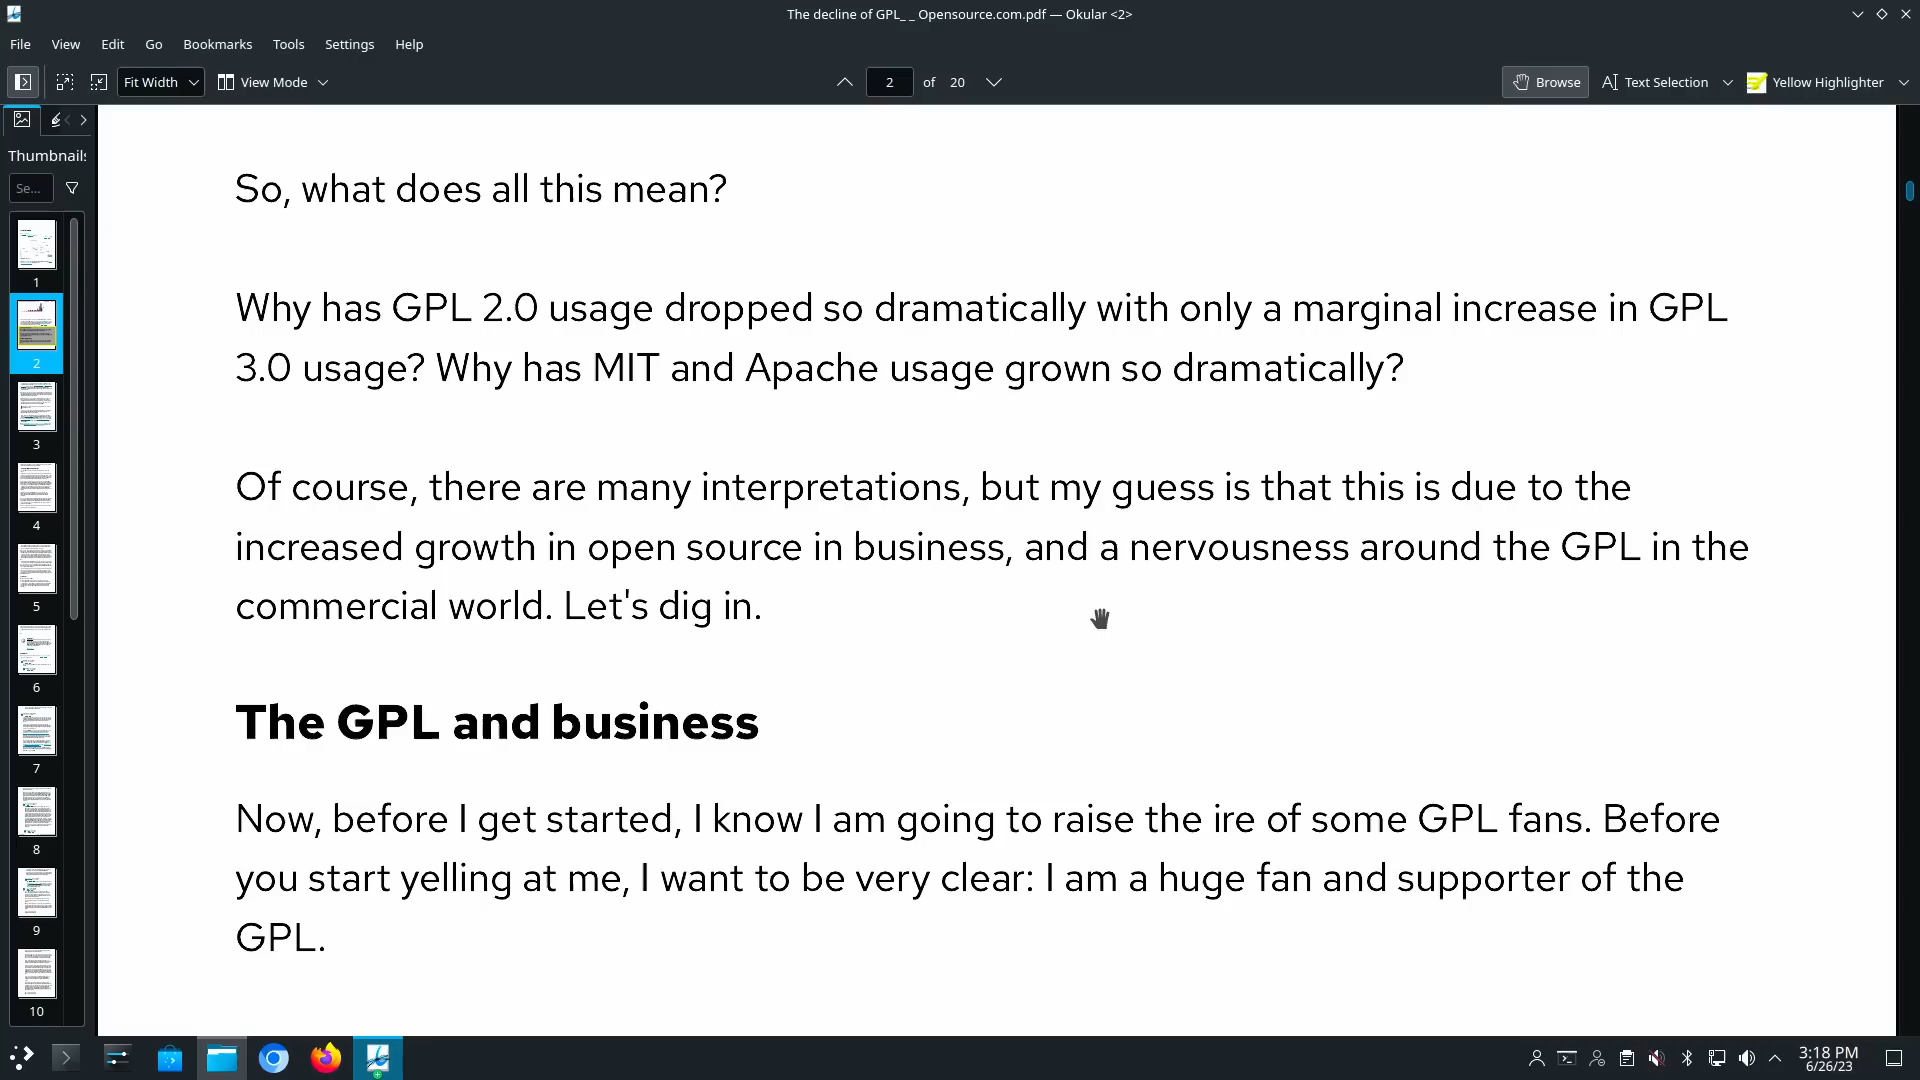 The decline of GPL_ _ Opensource.com.pdf — Okular <2>
File View Edit Go Bookmarks Tools Settings Help
Fit Width View Mode 2 of 20 Browse Text Selection Yellow Highlighter
Thumbnails
Se...
1
2
3
4
5
6
7
8
9
10
So, what does all this mean?
Why has GPL 2.0 usage dropped so dramatically with only a marginal increase in GPL
3.0 usage? Why has MIT and Apache usage grown so dramatically?
Of course, there are many interpretations, but my guess is that this is due to the
increased growth in open source in business, and a nervousness around the GPL in the
commercial world. Let's dig in.
The GPL and business
Now, before I get started, I know I am going to raise the ire of some GPL fans. Before
you start yelling at me, I want to be very clear: I am a huge fan and supporter of the
GPL.
3:18 PM
6/26/23